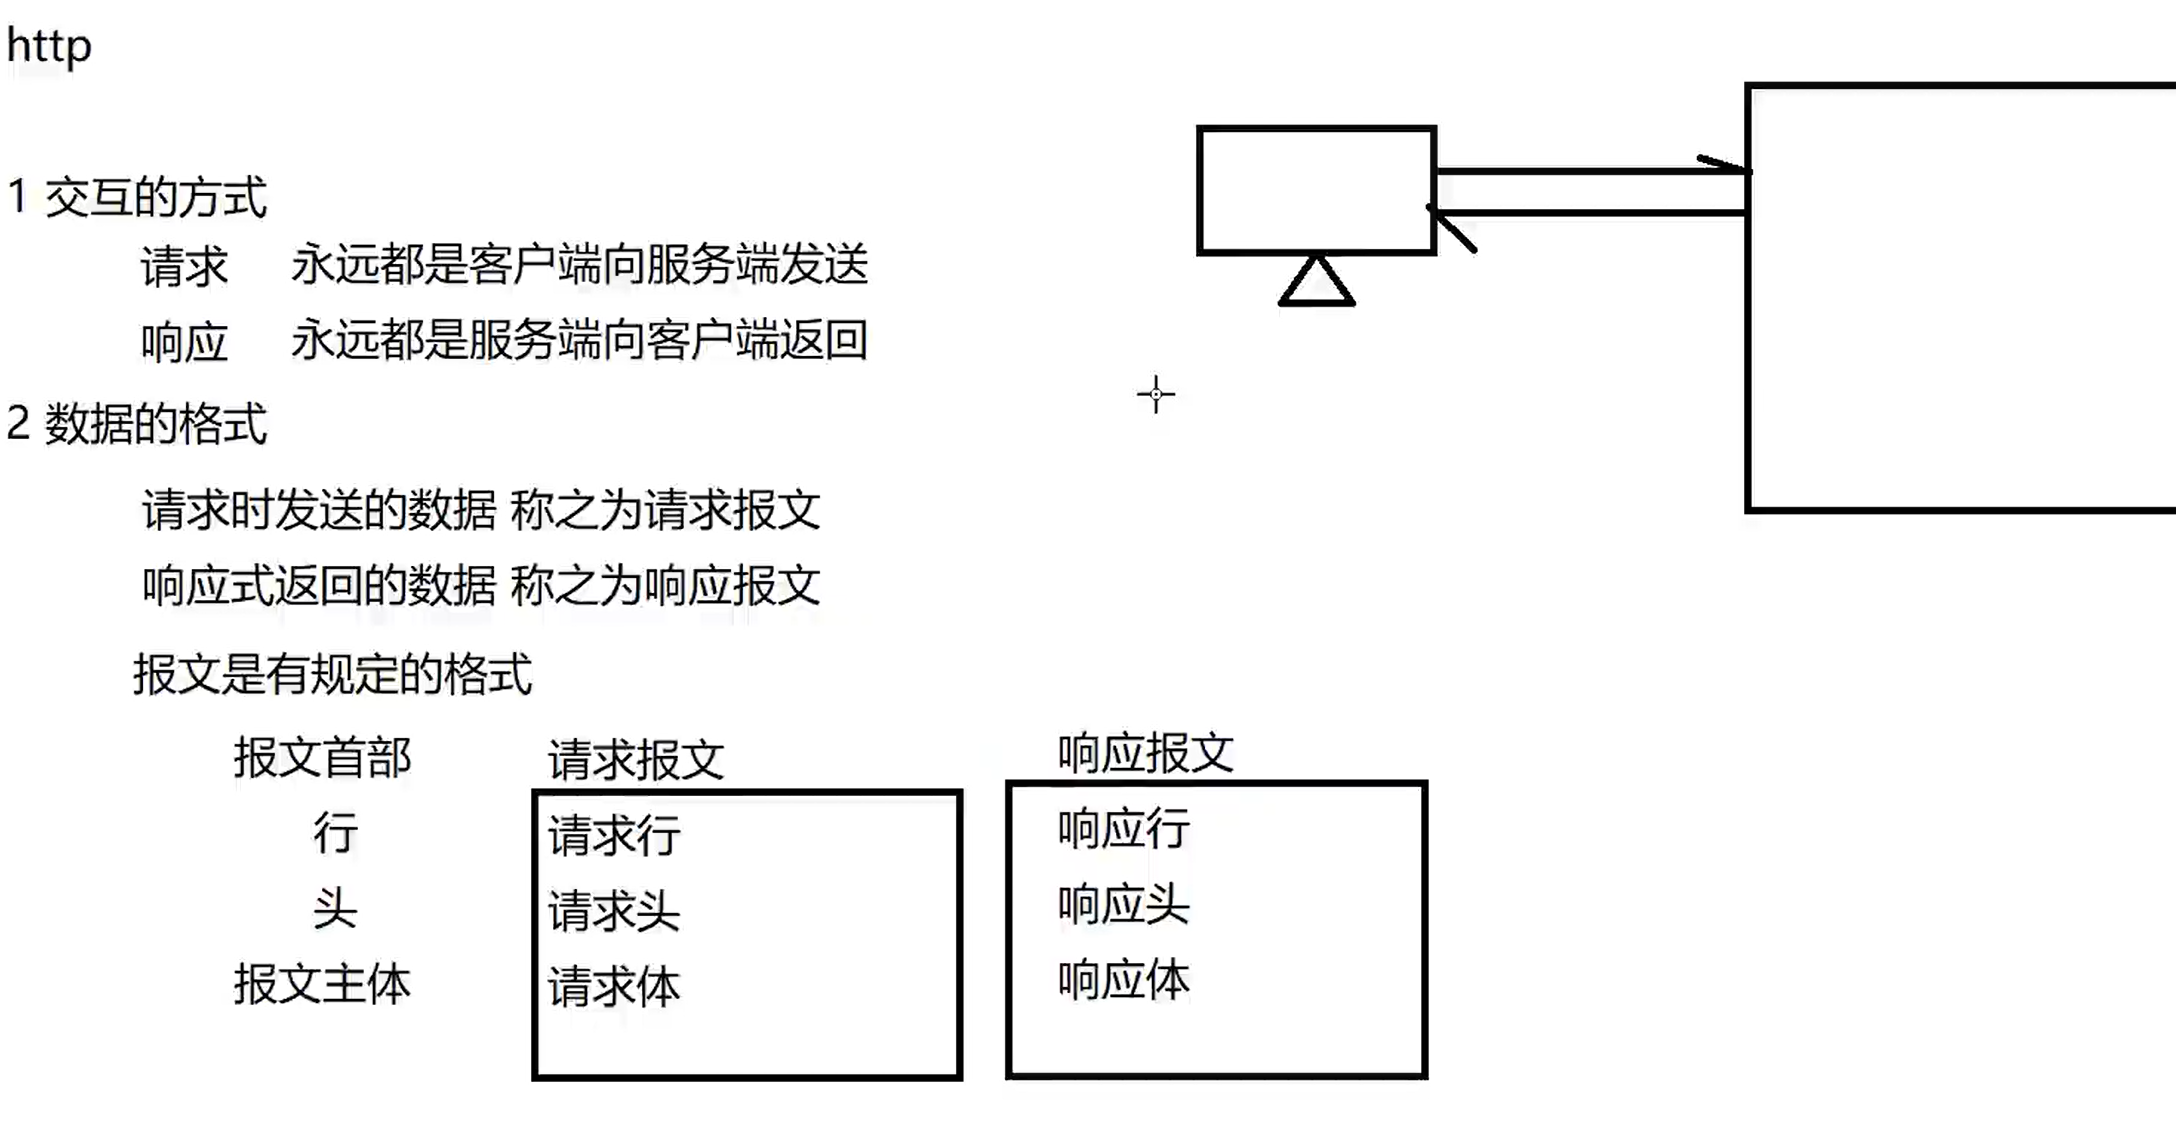 http
1 交互的方式
请求 永远都是客户端向服务端发送
响应 永远都是服务端向客户端返回
2 数据的格式
请求时发送的数据 称之为请求报文
响应式返回的数据 称之为响应报文
报文是有规定的格式
报文首部 请求报文 响应报文
行 请求行 响应行
头 请求头 响应头
报文主体 请求体 响应体